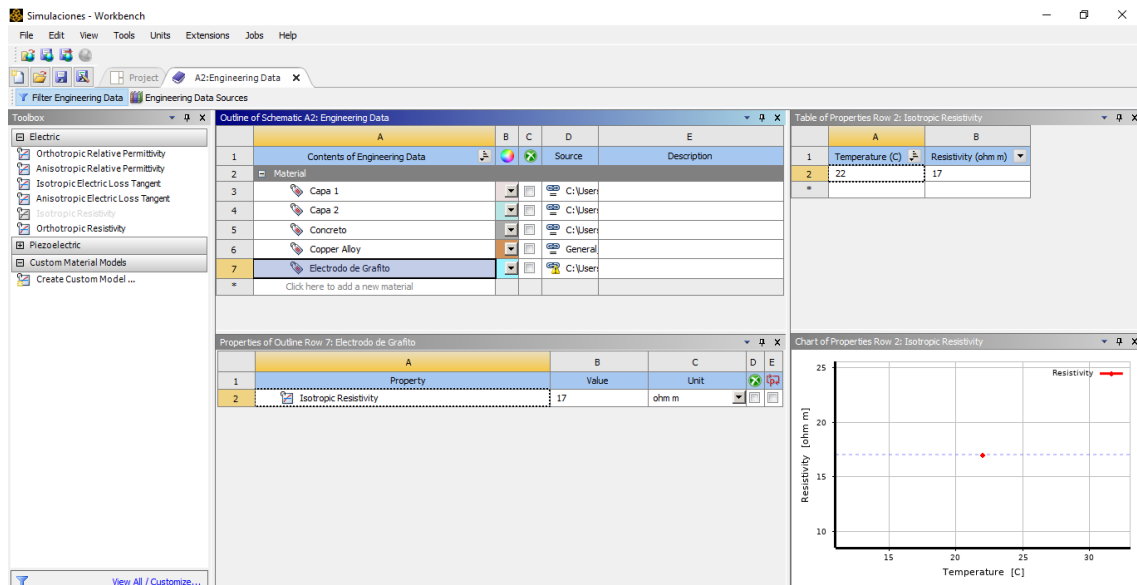 Simulaciones - Workbench
File Edit View Tools Units Extensions Jobs Help
Project A2:Engineering Data
Filter Engineering Data Engineering Data Sources
Toolbox
Electric
Orthotropic Relative Permittivity
Anisotropic Relative Permittivity
Isotropic Electric Loss Tangent
Anisotropic Electric Loss Tangent
Isotropic Resistivity
Orthotropic Resistivity
Piezoelectric
Custom Material Models
Create Custom Model ...
View All / Customize...
Outline of Schematic A2: Engineering Data
A B C D E
1 Contents of Engineering Data Source Description
2 Material
3 Capa 1 C:\Users
4 Capa 2 C:\Users
5 Concreto C:\Users
6 Copper Alloy General_
7 Electrodo de Grafito C:\Users
* Click here to add a new material
Properties of Outline Row 7: Electrodo de Grafito
A B C D E
1 Property Value Unit
2 Isotropic Resistivity 17 ohm m
Table of Properties Row 2: Isotropic Resistivity
A B
1 Temperature (C) Resistivity (ohm m)
2 22 17
*
Chart of Properties Row 2: Isotropic Resistivity
Resistivity
25
20
15
10
Resistivity [ohm m]
15 20 25 30
Temperature [C]